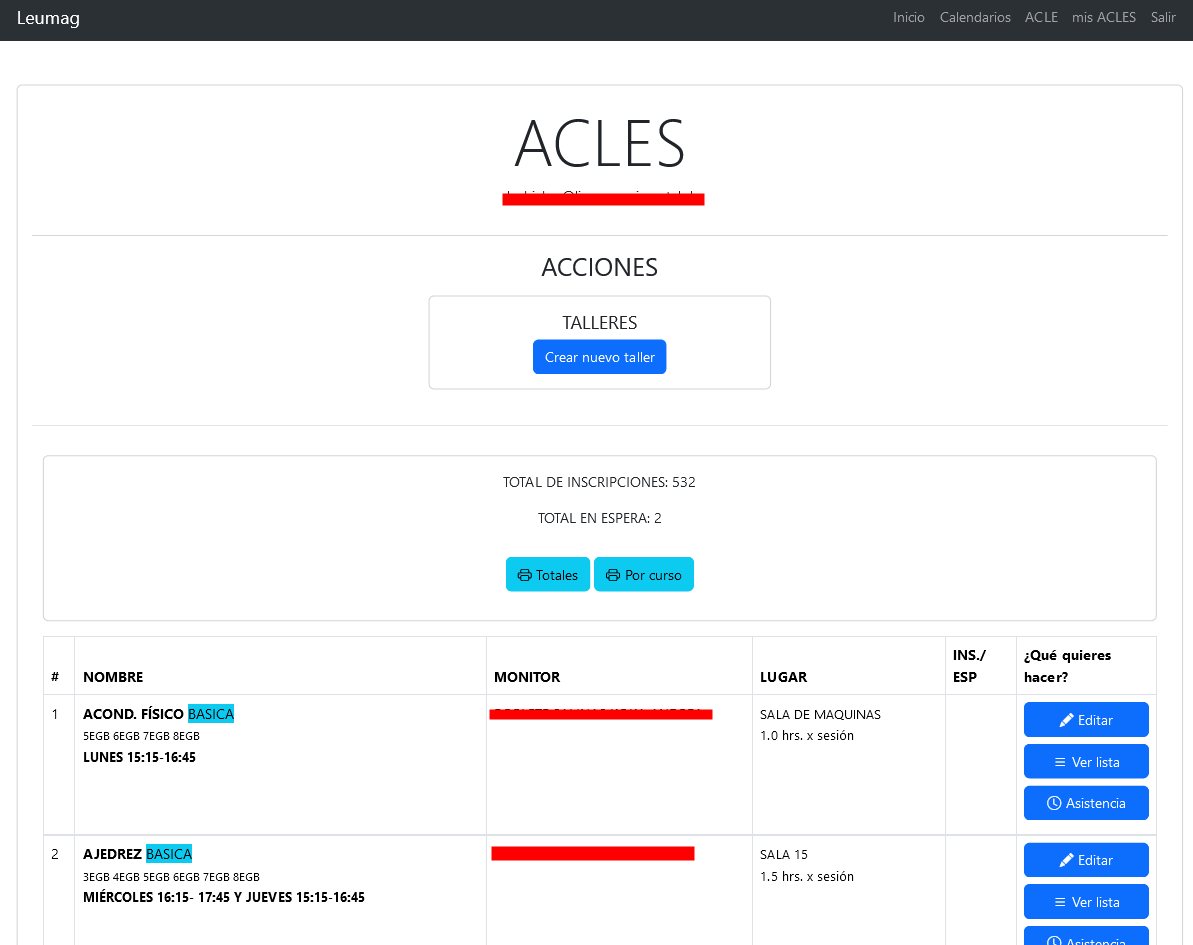 Leumag
Inicio Calendarios ACLE mis ACLES Salir
ACLES
ACCIONES
TALLERES
Crear nuevo taller
TOTAL DE INSCRIPCIONES: 532
TOTAL EN ESPERA: 2
Totales Por curso
# NOMBRE MONITOR LUGAR INS./ ESP ¿Qué quieres hacer?
1 ACOND. FÍSICO BASICA SALA DE MAQUINAS Editar
5EGB 6EGB 7EGB 8EGB 1.0 hrs. x sesión
LUNES 15:15-16:45 Ver lista
Asistencia
2 AJEDREZ BASICA SALA 15 Editar
3EGB 4EGB 5EGB 6EGB 7EGB 8EGB 1.5 hrs. x sesión
MIÉRCOLES 16:15- 17:45 Y JUEVES 15:15-16:45 Ver lista
Asistencia